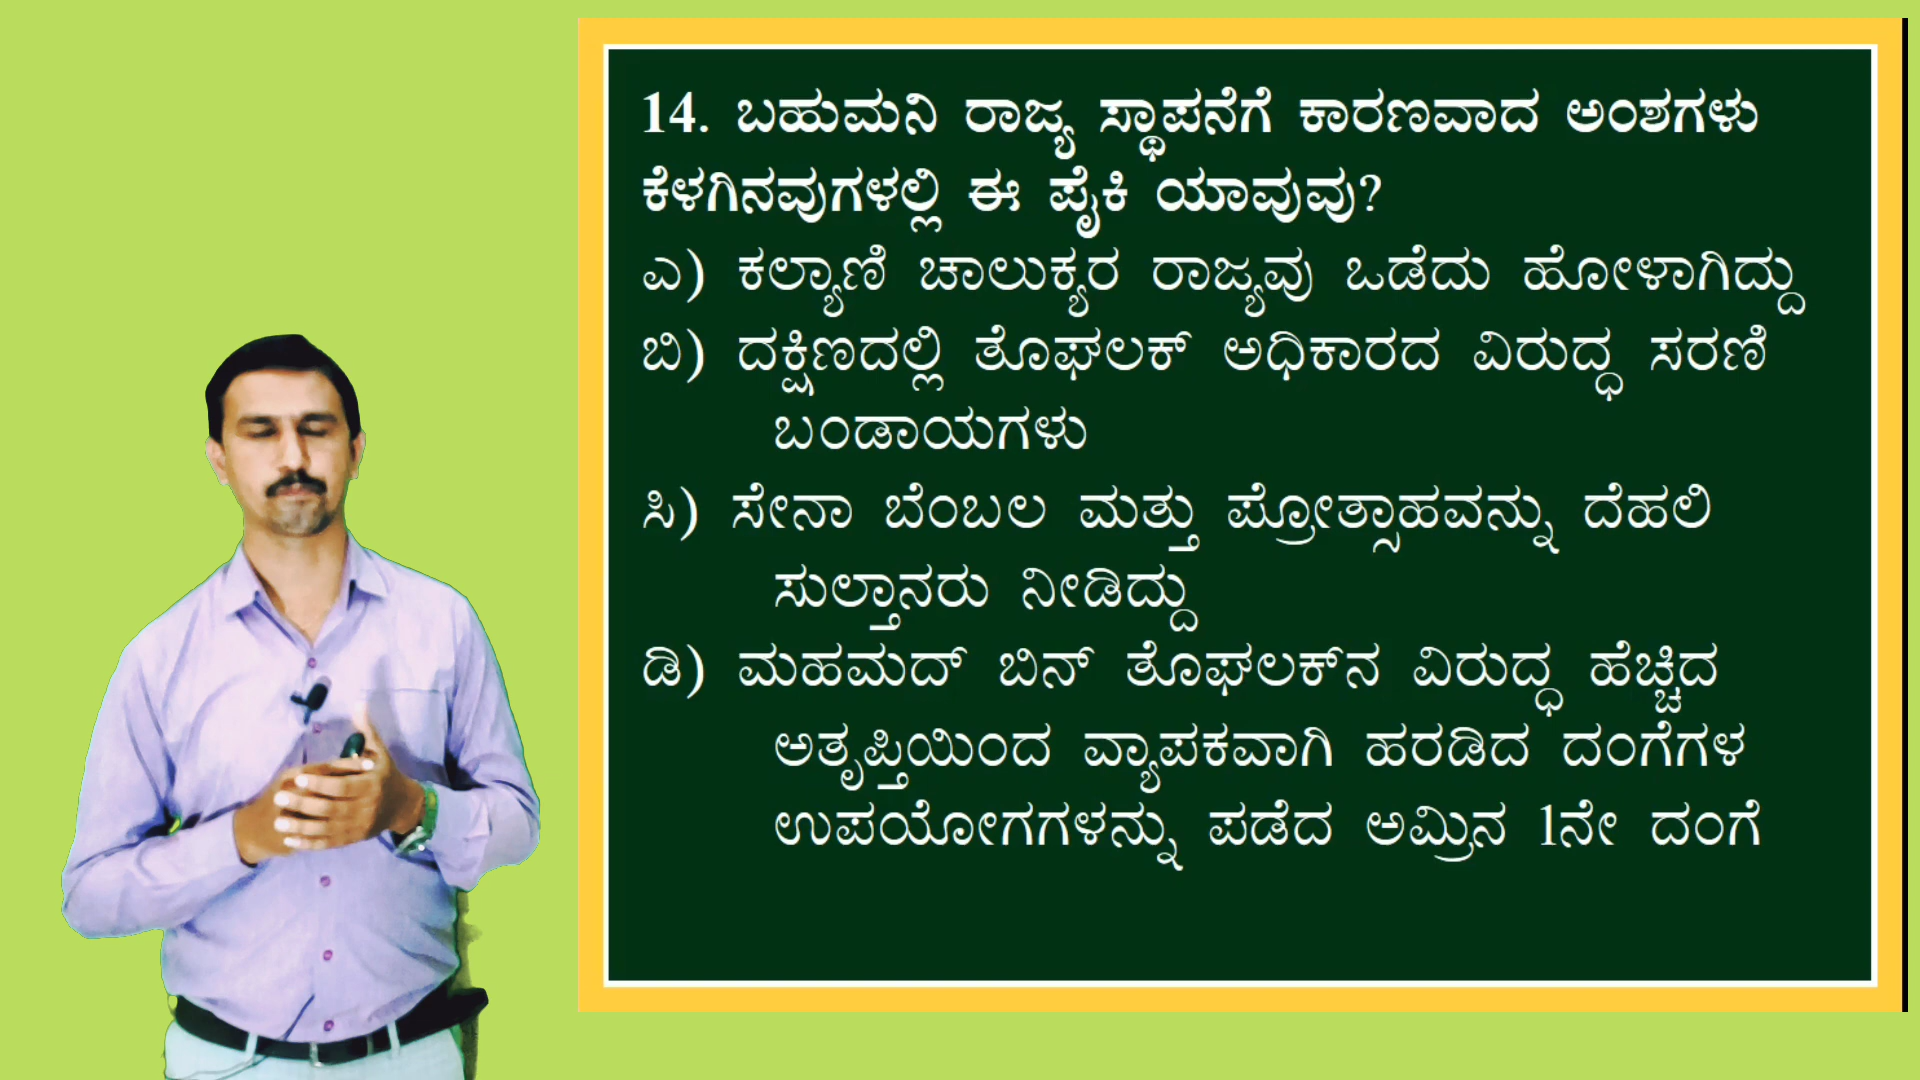 14. ಬಹುಮನಿ ರಾಜ್ಯ ಸ್ಥಾಪನೆಗೆ ಕಾರಣವಾದ ಅಂಶಗಳು
ಕೆಳಗಿನವುಗಳಲ್ಲಿ ಈ ಪೈಕಿ ಯಾವುವು?
ಎ) ಕಲ್ಯಾಣಿ ಚಾಲುಕ್ಯರ ರಾಜ್ಯವು ಒಡೆದು ಹೋಳಾಗಿದ್ದು
ಬಿ) ದಕ್ಷಿಣದಲ್ಲಿ ತೊಘಲಕ್ ಅಧಿಕಾರದ ವಿರುದ್ಧ ಸರಣಿ
ಬಂಡಾಯಗಳು
ಸಿ) ಸೇನಾ ಬೆಂಬಲ ಮತ್ತು ಪ್ರೋತ್ಸಾಹವನ್ನು ದೆಹಲಿ
ಸುಲ್ತಾನರು ನೀಡಿದ್ದು
ಡಿ) ಮಹಮದ್ ಬಿನ್ ತೊಘಲಕ್‌ನ ವಿರುದ್ಧ ಹೆಚ್ಚಿದ
ಅತೃಪ್ತಿಯಿಂದ ವ್ಯಾಪಕವಾಗಿ ಹರಡಿದ ದಂಗೆಗಳ
ಉಪಯೋಗಗಳನ್ನು ಪಡೆದ ಅಮ್ರಿನ 1ನೇ ದಂಗೆ